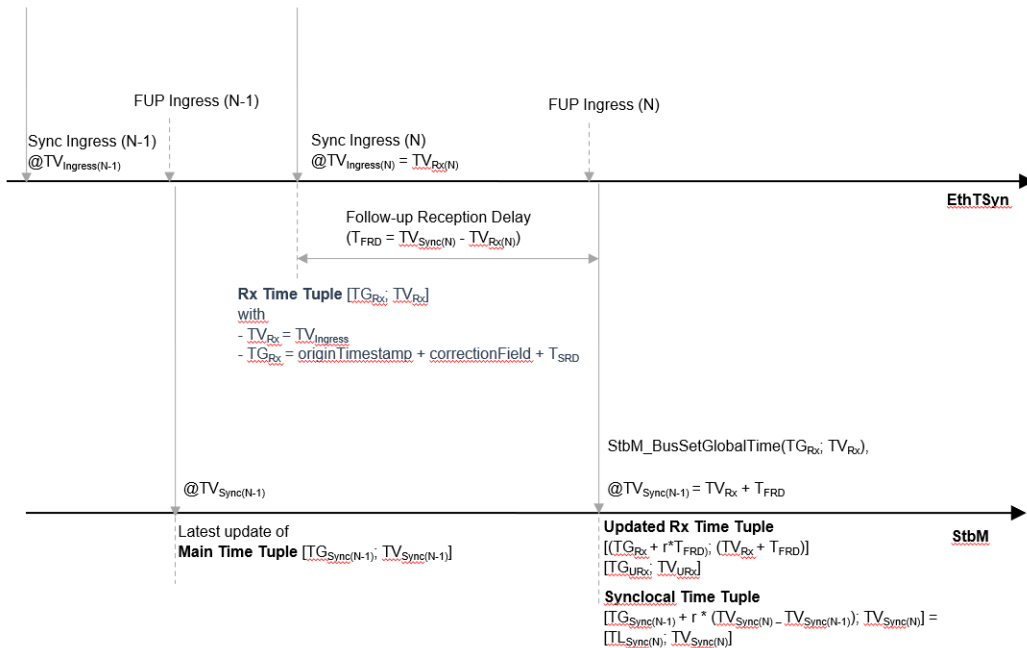 FUP Ingress (N-1)
FUP Ingress (N)
Sync Ingress (N-1)
@TVIngress(N-1)
Sync Ingress (N)
@TVIngress(N) = TVRx(N)
EthTSyn
Follow-up Reception Delay
(TFRD = TVSync(N) - TVRx(N))
Rx Time Tuple [TGRx; TVRx]
with
- TVRx = TVIngress
- TGRx = originTimestamp + correctionField + TSRD
StbM_BusSetGlobalTime(TGRx; TVRx),
@TVSync(N-1)
@TVSync(N-1) = TVRx + TFRD
Latest update of
Main Time Tuple [TGSync(N-1); TVSync(N-1)]
StbM
Updated Rx Time Tuple
[(TGRx + r*TFRD); (TVRx + TFRD)]
[TGURx; TVURx]
Synclocal Time Tuple
[TGSync(N-1) + r * (TVSync(N) – TVSync(N-1)); TVSync(N)] =
[TLSync(N); TVSync(N)]